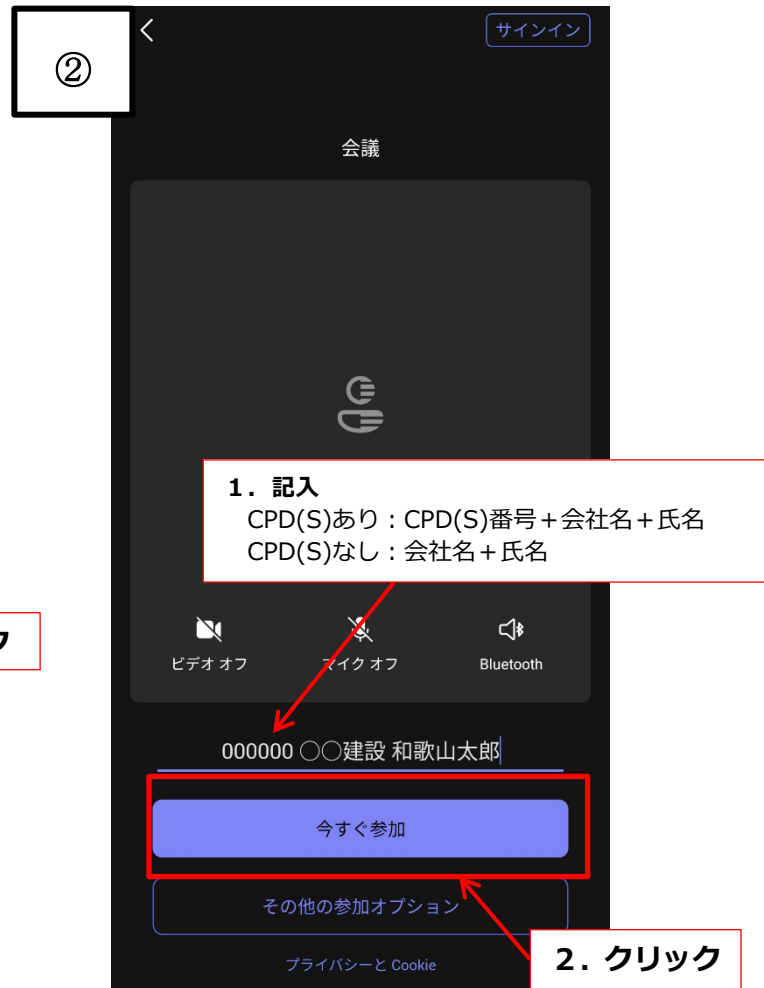 ②
サインイン
会議
1．記入
CPD(S)あり：CPD(S)番号＋会社名＋氏名
CPD(S)なし：会社名＋氏名
ク
ビデオ オフ
マイク オフ
Bluetooth
000000 〇〇建設 和歌山太郎
今すぐ参加
その他の参加オプション
2．クリック
プライバシーと Cookie